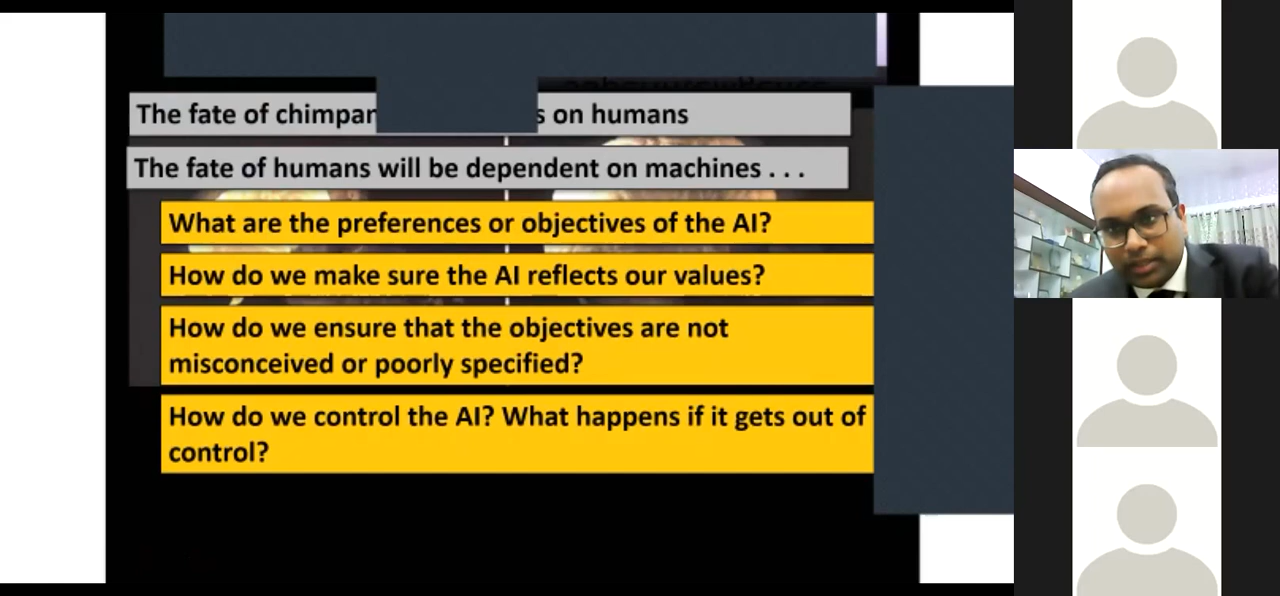 The fate of chimpan s on humans
The fate of humans will be dependent on machines . . .
What are the preferences or objectives of the AI?
How do we make sure the AI reflects our values?
How do we ensure that the objectives are not
misconceived or poorly specified?
How do we control the AI? What happens if it gets out of
control?